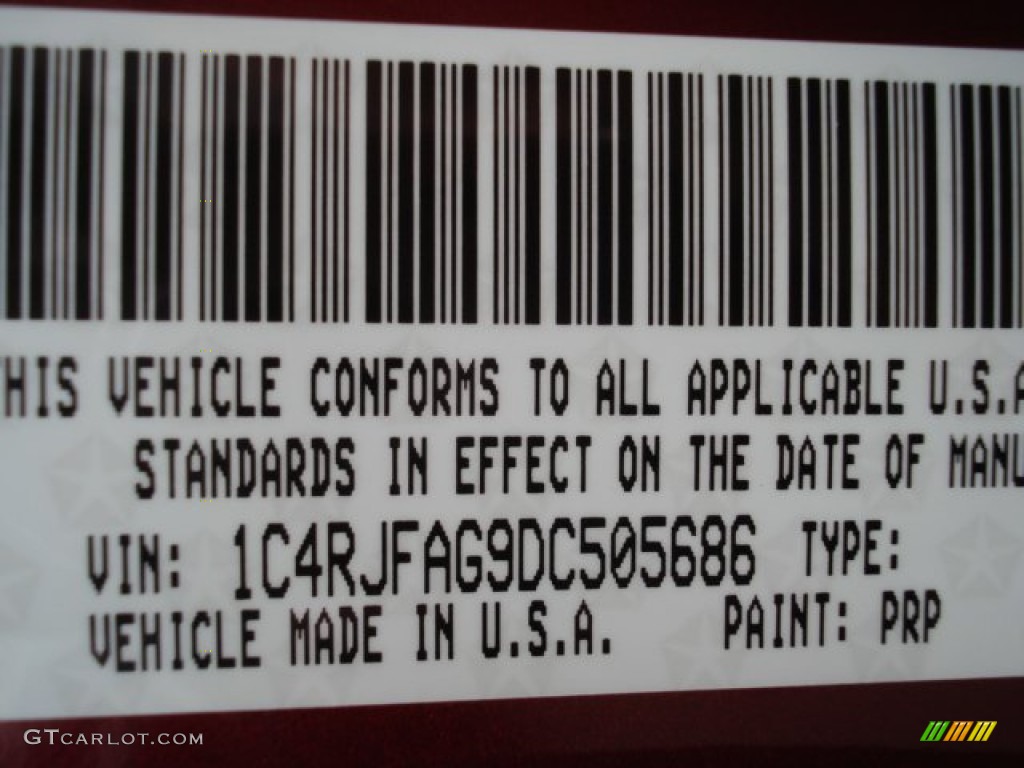 THIS VEHICLE CONFORMS TO ALL APPLICABLE U.S.A
STANDARDS IN EFFECT ON THE DATE OF MANU
VIN: 1C4RJFAG9DC505686 TYPE:
VEHICLE MADE IN U.S.A. PAINT: PRP
GTCARLOT.COM